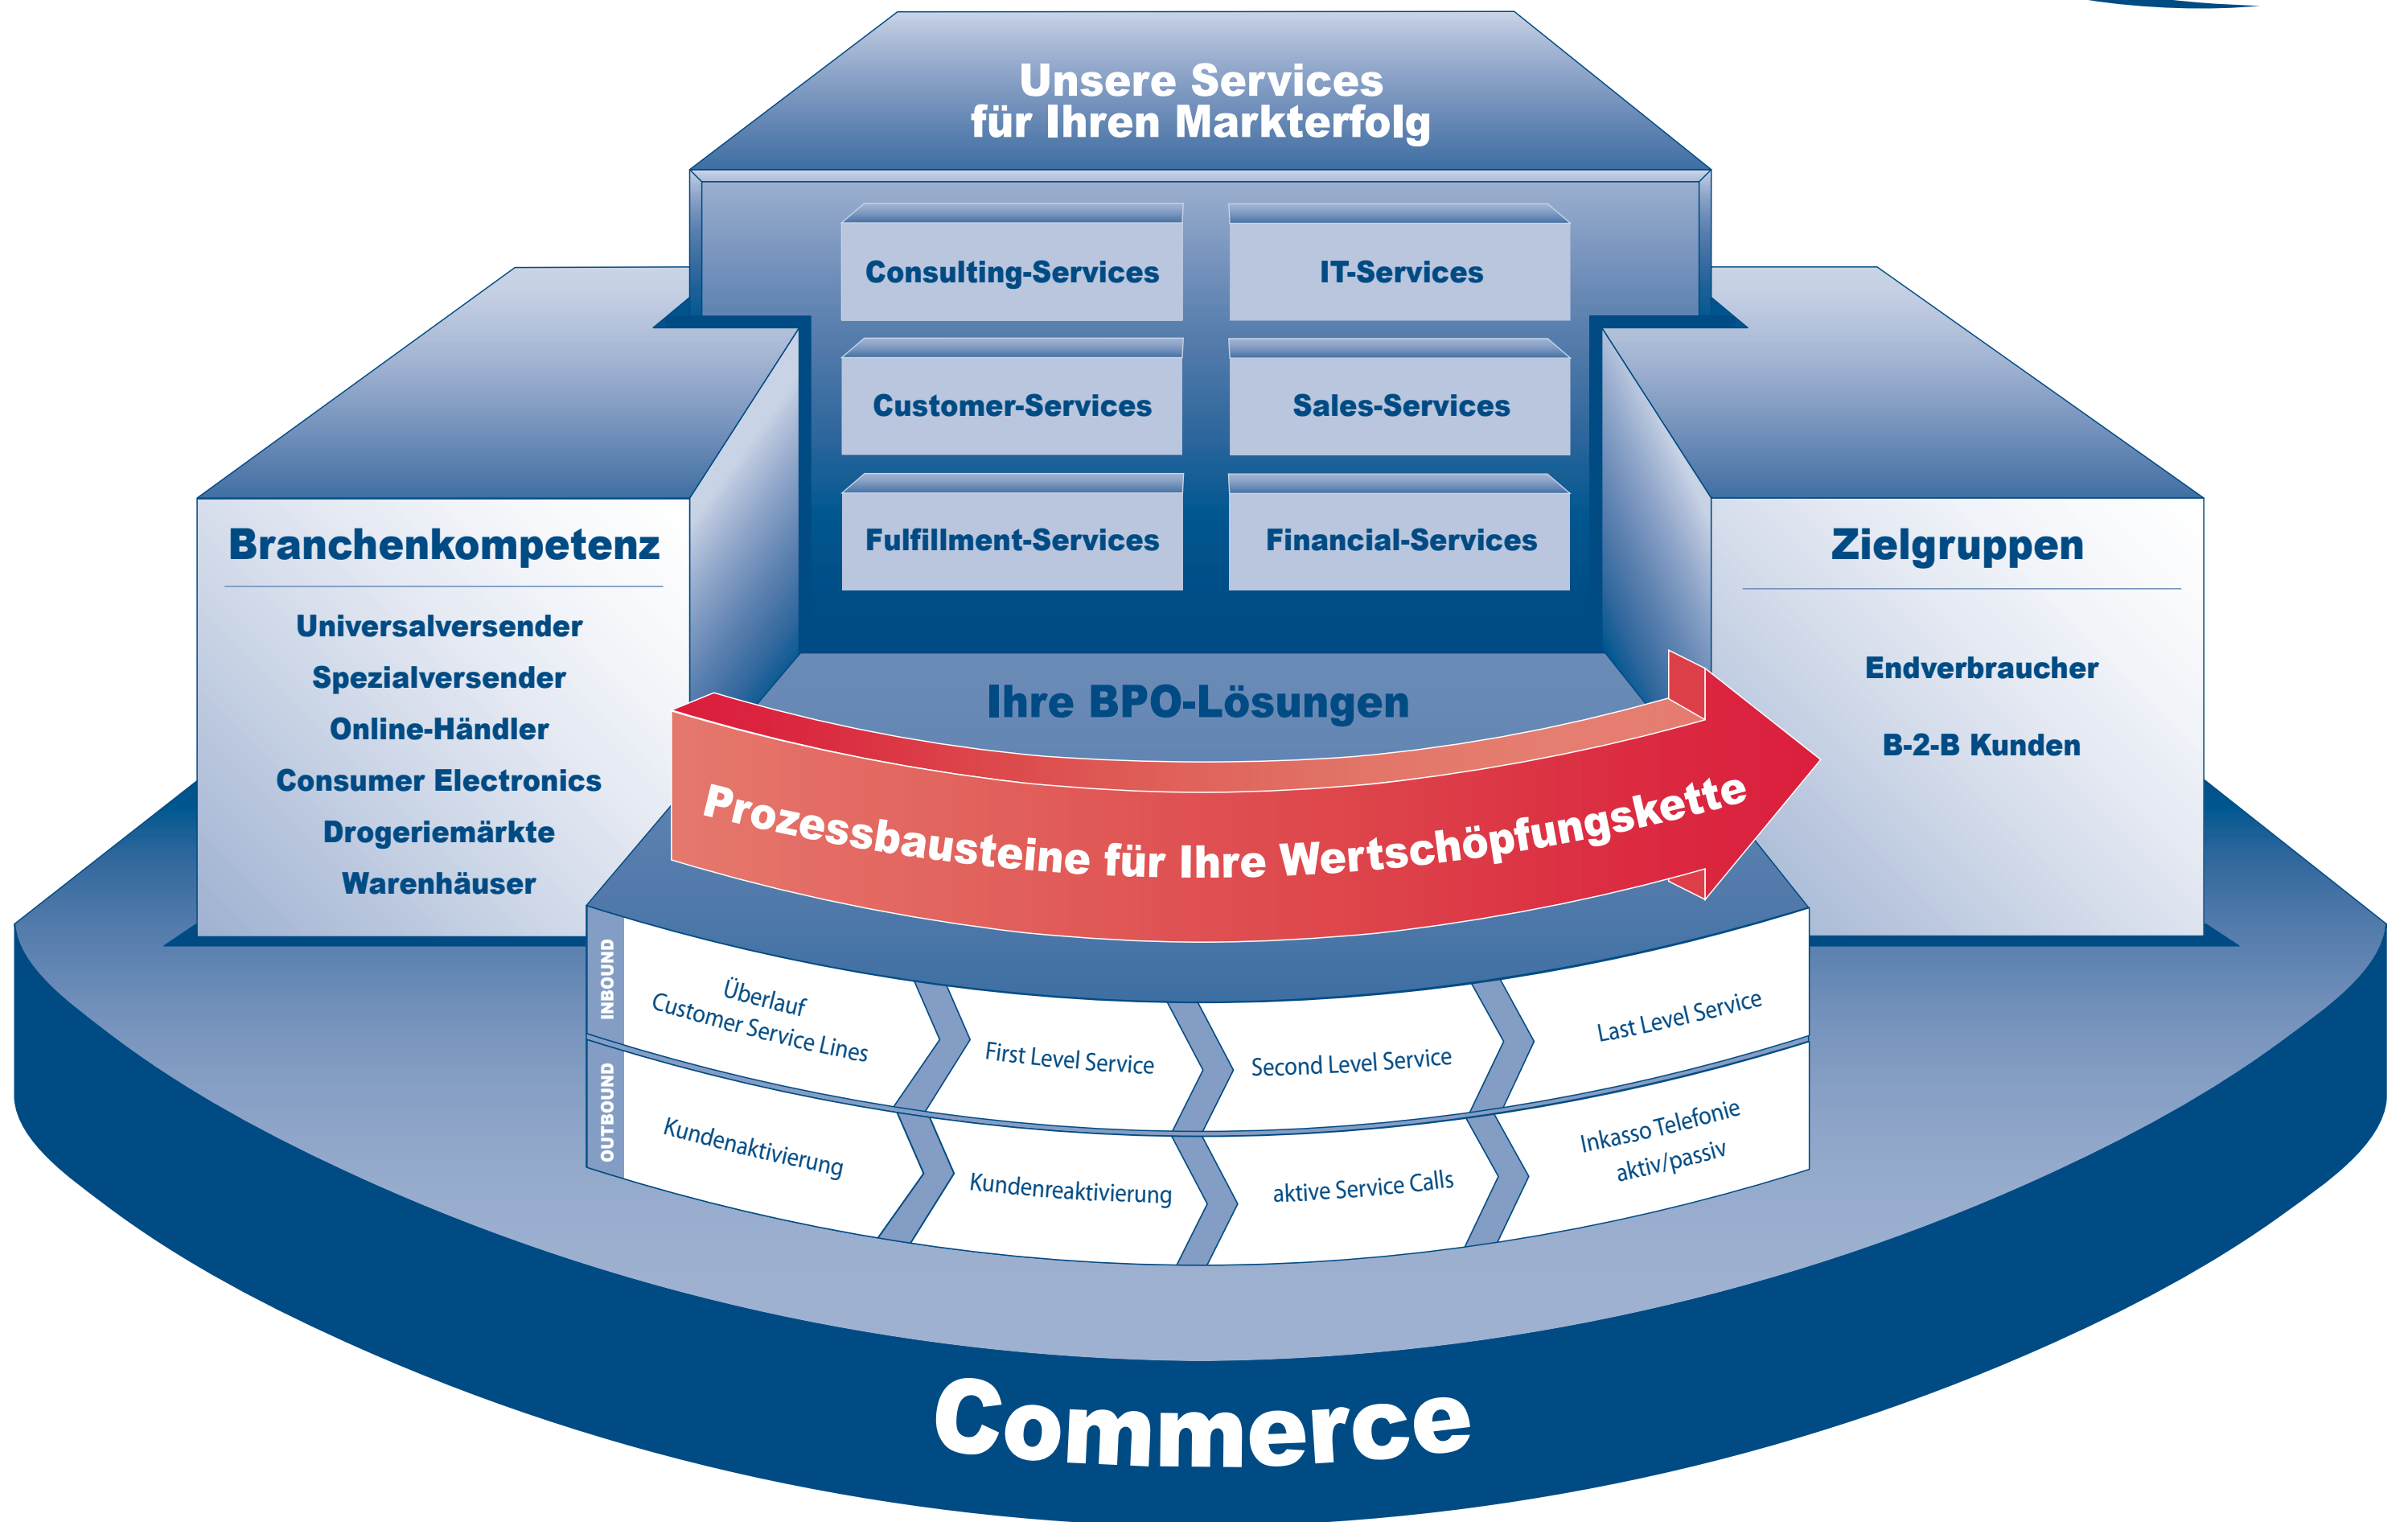 Unsere Services
für Ihren Markterfolg
Consulting-Services
IT-Services
Customer-Services
Sales-Services
Fulfillment-Services
Financial-Services
Branchenkompetenz
Universalversender
Spezialversender
Online-Händler
Consumer Electronics
Drogeriemärkte
Warenhäuser
Zielgruppen
Endverbraucher
B-2-B Kunden
Ihre BPO-Lösungen
Prozessbausteine für Ihre Wertschöpfungskette
INBOUND
Überlauf
Customer Service Lines
First Level Service
Second Level Service
Last Level Service
OUTBOUND
Kundenaktivierung
Kundenreaktivierung
aktive Service Calls
Inkasso Telefonie
aktiv/passiv
Commerce